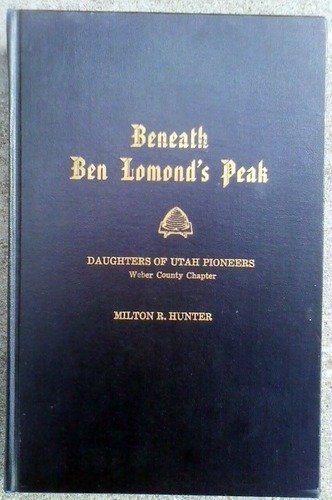 Beneath
Ben Lomond's Peak
DAUGHTERS OF UTAH PIONEERS
Weber County Chapter
MILTON R. HUNTER